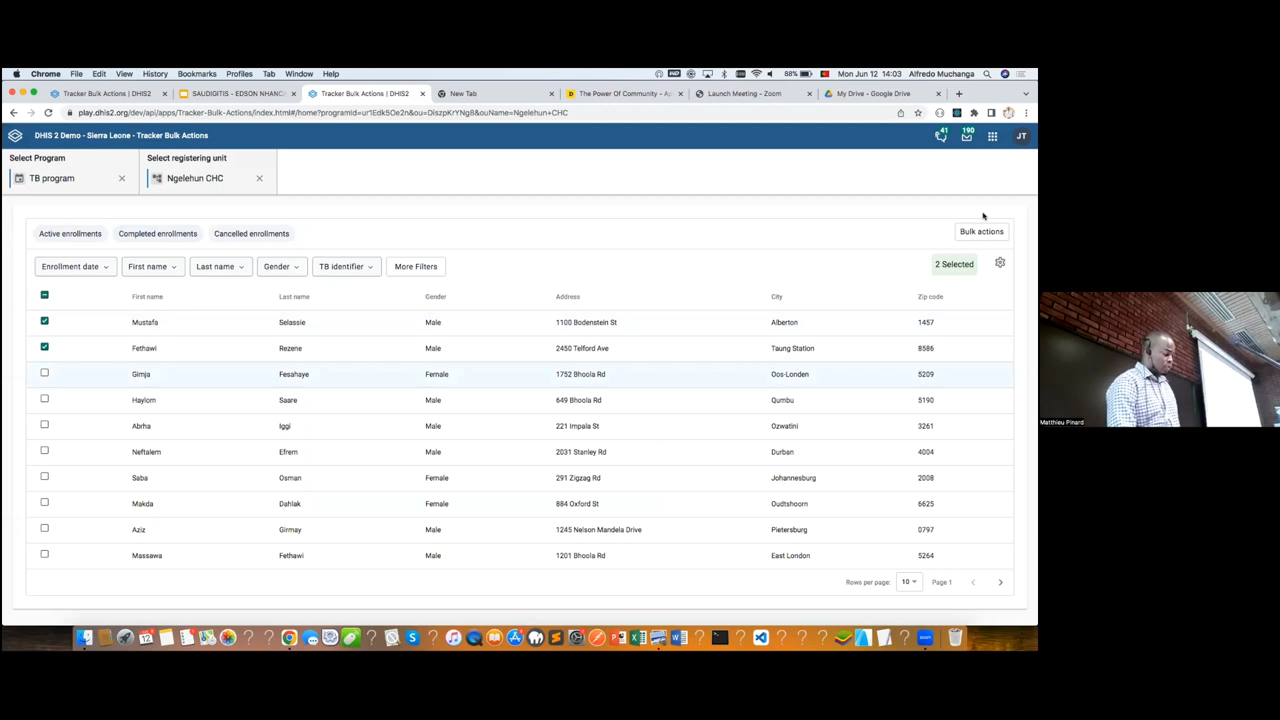 Chrome File Edit View History Bookmarks Profiles Tab Window Help 88% Mon Jun 12 14:03 Alfredo Muchanga
Tracker Bulk Actions | DHIS2 SAUDIGITIS - EDSON NHANC Tracker Bulk Actions | DHIS2 New Tab The Power Of Community - Launch Meeting - Zoom My Drive - Google Drive
play.dhis2.org/dev/api/apps/Tracker-Bulk-Actions/index.html#/home?programId=ur1Edk5Oe2n&ou=DiszpKrYNg8&ouName=Ngelehun+CHC
DHIS 2 Demo - Sierra Leone - Tracker Bulk Actions 41 190 JT
Select Program Select registering unit
TB program Ngelehun CHC
Active enrollments Completed enrollments Cancelled enrollments Bulk actions
Enrollment date First name Last name Gender TB identifier More Filters 2 Selected
First name Last name Gender Address City Zip code
Mustafa Selassie Male 1100 Bodenstein St Alberton 1457
Fethawi Rezene Male 2450 Telford Ave Taung Station 8586
Gimja Fesahaye Female 1752 Bhoola Rd Oos-Londen 5209
Haylom Saare Male 649 Bhoola Rd Qumbu 5190
Abrha Iggi Male 221 Impala St Ozwatini 3261
Neftalem Efrem Male 2031 Stanley Rd Durban 4004
Saba Osman Female 291 Zigzag Rd Johannesburg 2008
Makda Dahlak Female 884 Oxford St Oudtshoorn 6625
Aziz Girmay Male 1245 Nelson Mandela Drive Pietersburg 0797
Massawa Fethawi Male 1201 Bhoola Rd East London 5264
Rows per page: 10 Page 1
Matthieu Pinard